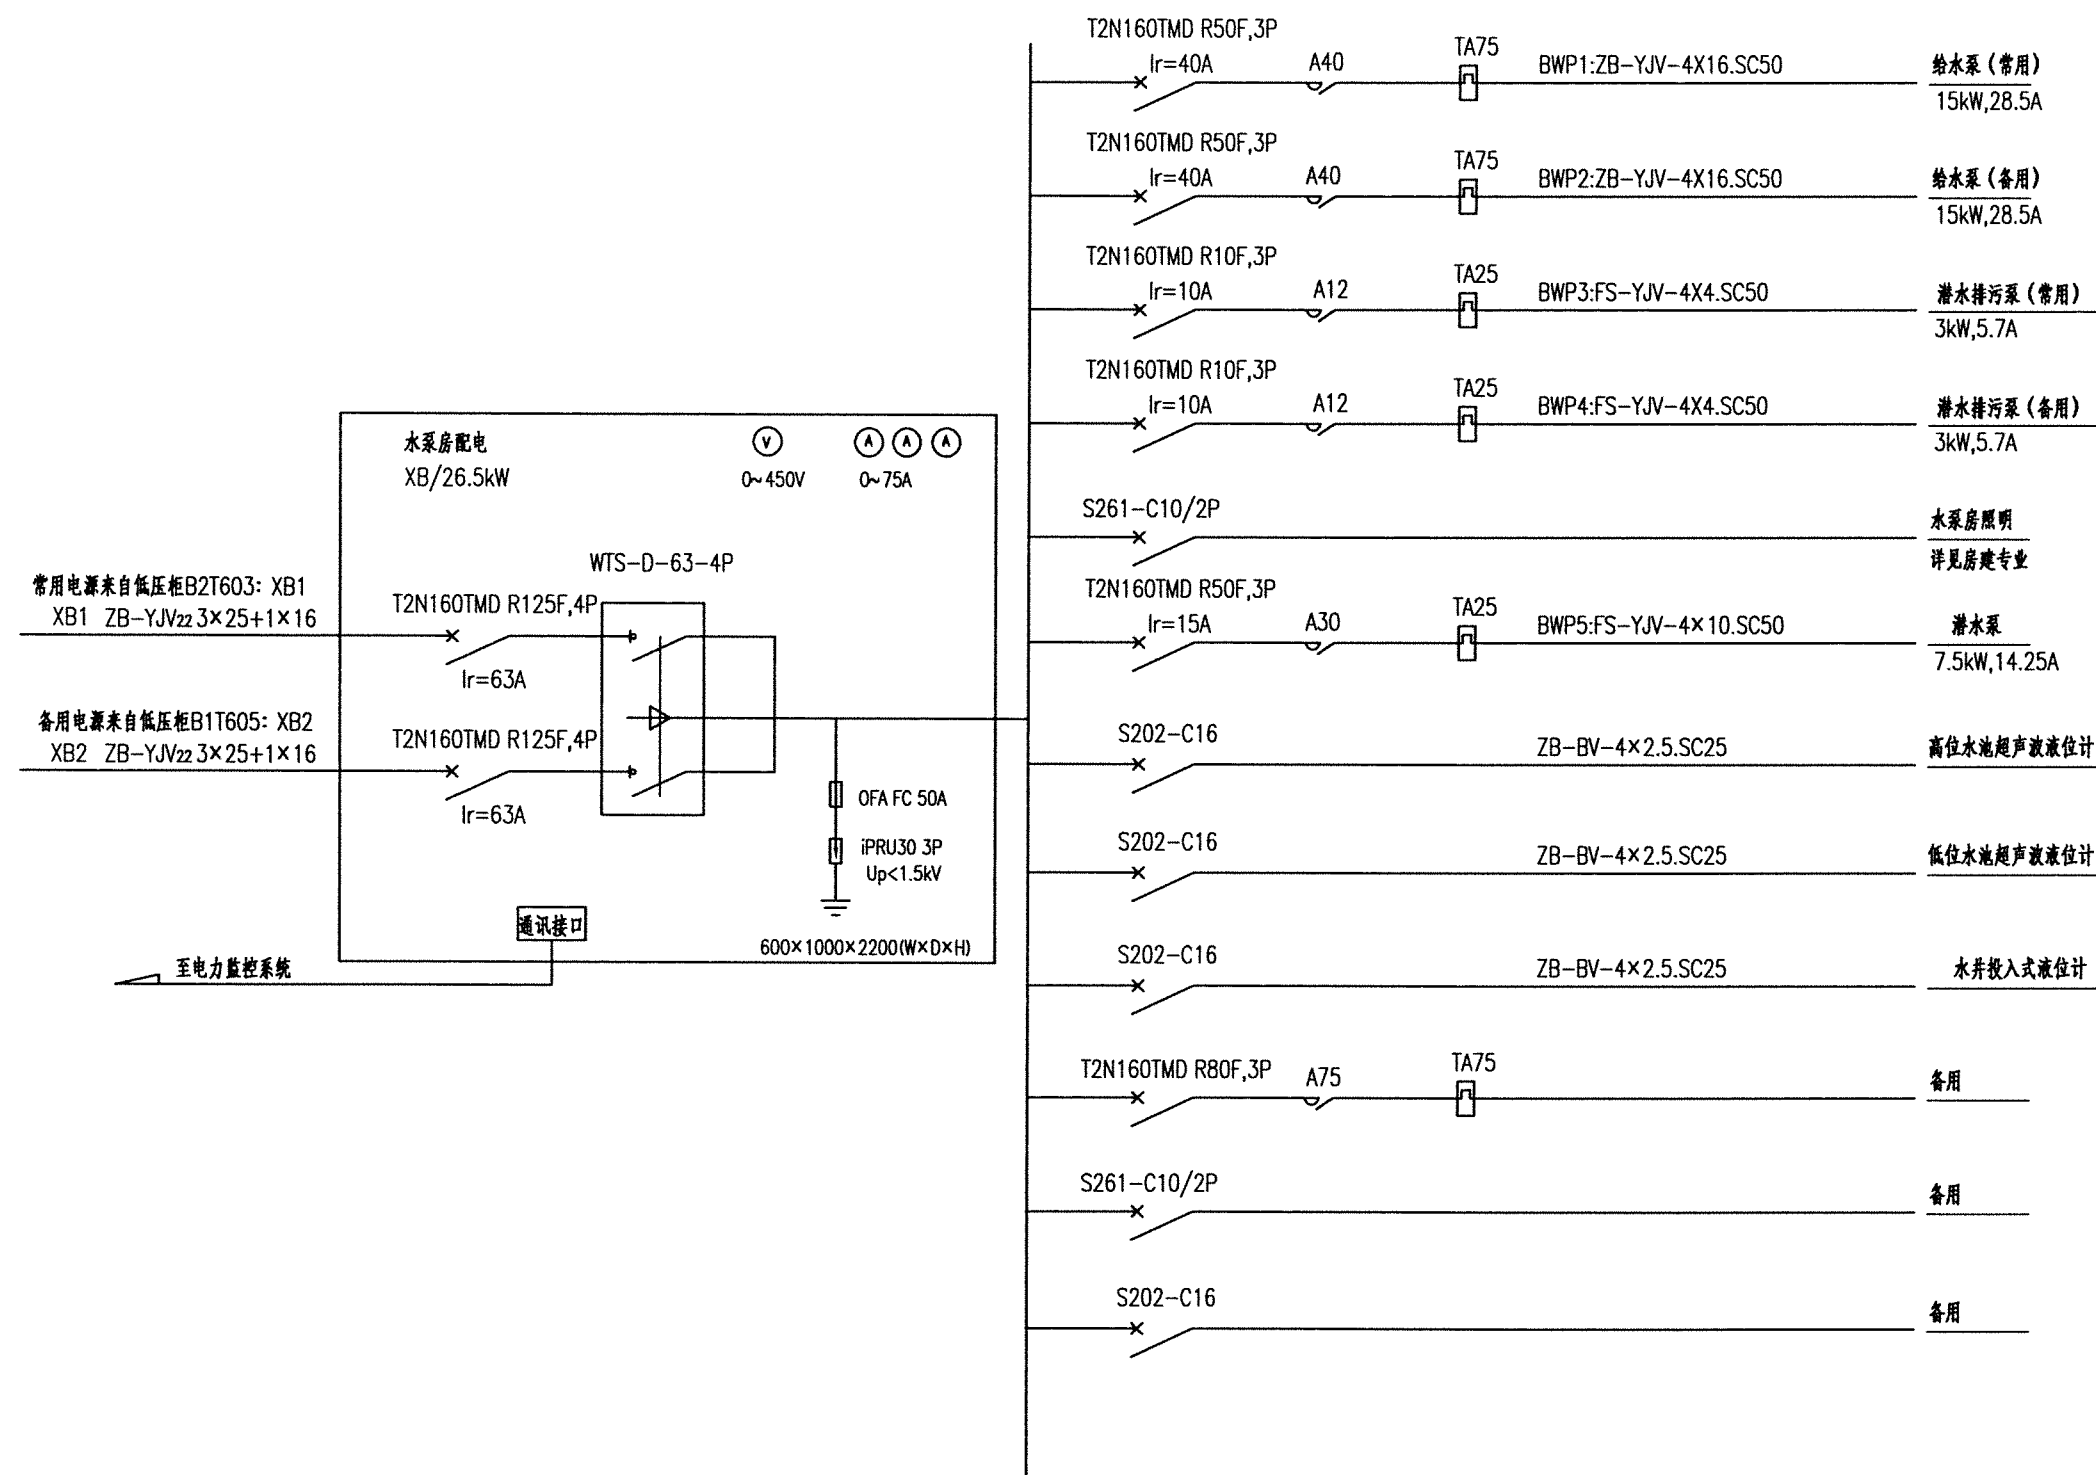 T2N160TMD R50F,3P
Ir=40A
A40
TA75
BWP1:ZB-YJV-4X16.SC50
给水泵（常用）
15kW,28.5A
T2N160TMD R50F,3P
Ir=40A
A40
TA75
BWP2:ZB-YJV-4X16.SC50
给水泵（备用）
15kW,28.5A
T2N160TMD R10F,3P
Ir=10A
A12
TA25
BWP3:FS-YJV-4X4.SC50
潜水排污泵（常用）
3kW,5.7A
T2N160TMD R10F,3P
Ir=10A
A12
TA25
BWP4:FS-YJV-4X4.SC50
潜水排污泵（备用）
3kW,5.7A
水泵房配电
XB/26.5kW
V
0~450V
A A A
0~75A
S261-C10/2P
水泵房照明
详见房建专业
WTS-D-63-4P
常用电源来自低压柜B2T603: XB1
XB1 ZB-YJV22 3×25+1×16
T2N160TMD R125F,4P
Ir=63A
T2N160TMD R50F,3P
Ir=15A
A30
TA25
BWP5:FS-YJV-4×10.SC50
潜水泵
7.5kW,14.25A
备用电源来自低压柜B1T605: XB2
XB2 ZB-YJV22 3×25+1×16
T2N160TMD R125F,4P
Ir=63A
OFA FC 50A
iPRU30 3P
Up<1.5kV
S202-C16
ZB-BV-4×2.5.SC25
高位水池超声波液位计
S202-C16
ZB-BV-4×2.5.SC25
低位水池超声波液位计
通讯接口
600×1000×2200(W×D×H)
至电力监控系统
S202-C16
ZB-BV-4×2.5.SC25
水井投入式液位计
T2N160TMD R80F,3P
A75
TA75
备用
S261-C10/2P
备用
S202-C16
备用